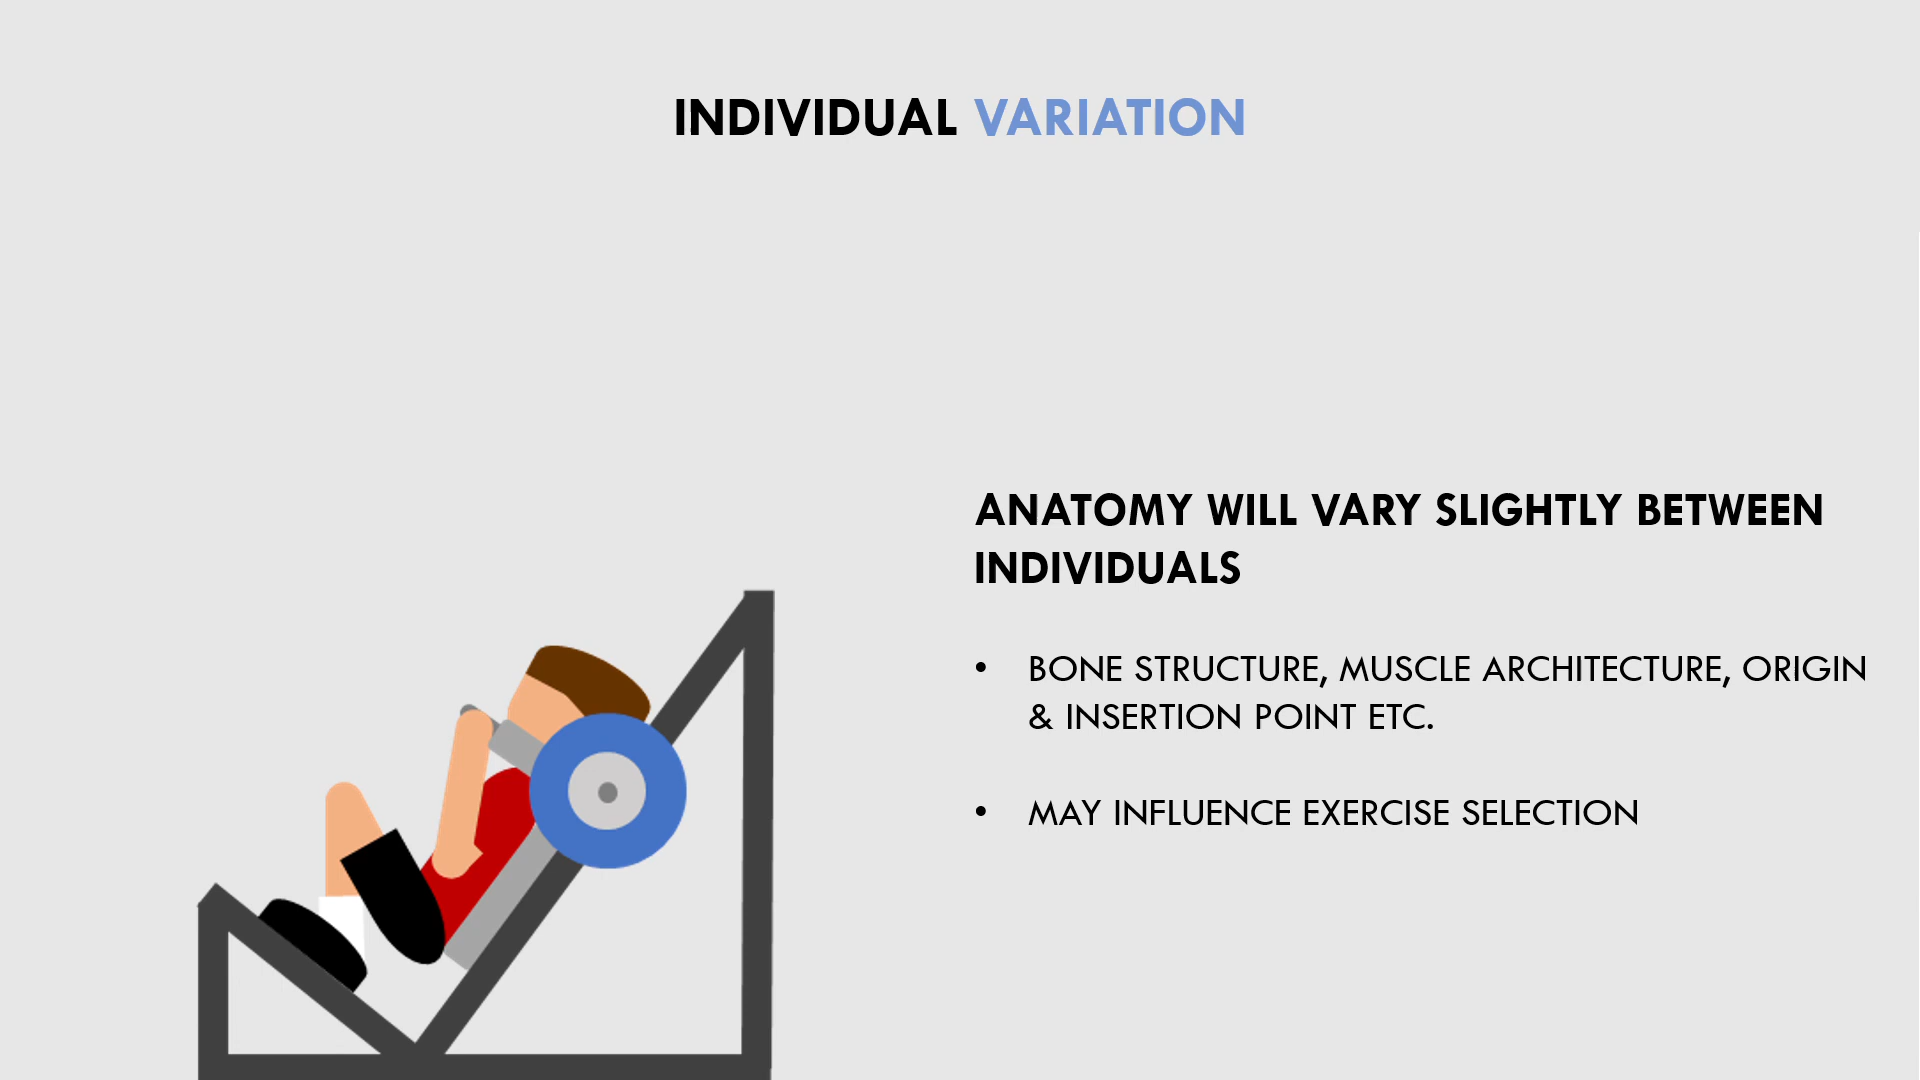 INDIVIDUAL VARIATION
ANATOMY WILL VARY SLIGHTLY BETWEEN
INDIVIDUALS
• BONE STRUCTURE, MUSCLE ARCHITECTURE, ORIGIN
& INSERTION POINT ETC.
• MAY INFLUENCE EXERCISE SELECTION